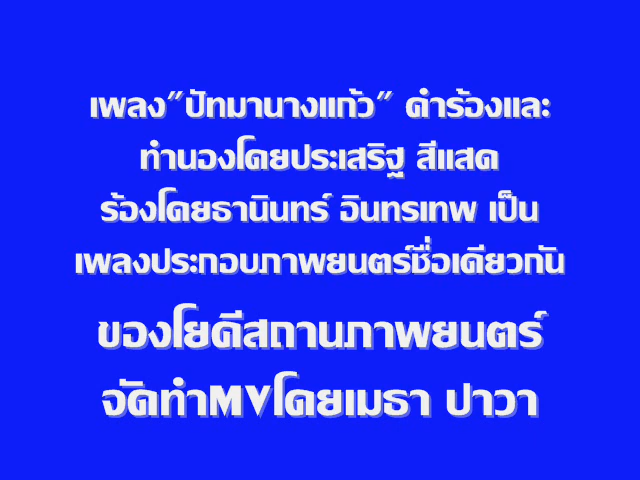 เพลง"ปัทมานางแก้ว" คำร้องและ
ทำนองโดยประเสริฐ สีแสด
ร้องโดยธานินทร์ อินทรเทพ เป็น
เพลงประกอบภาพยนตร์ชื่อเดียวกัน
ของโยดีสถานภาพยนตร์
จัดทำMVโดยเมธา ปาวา